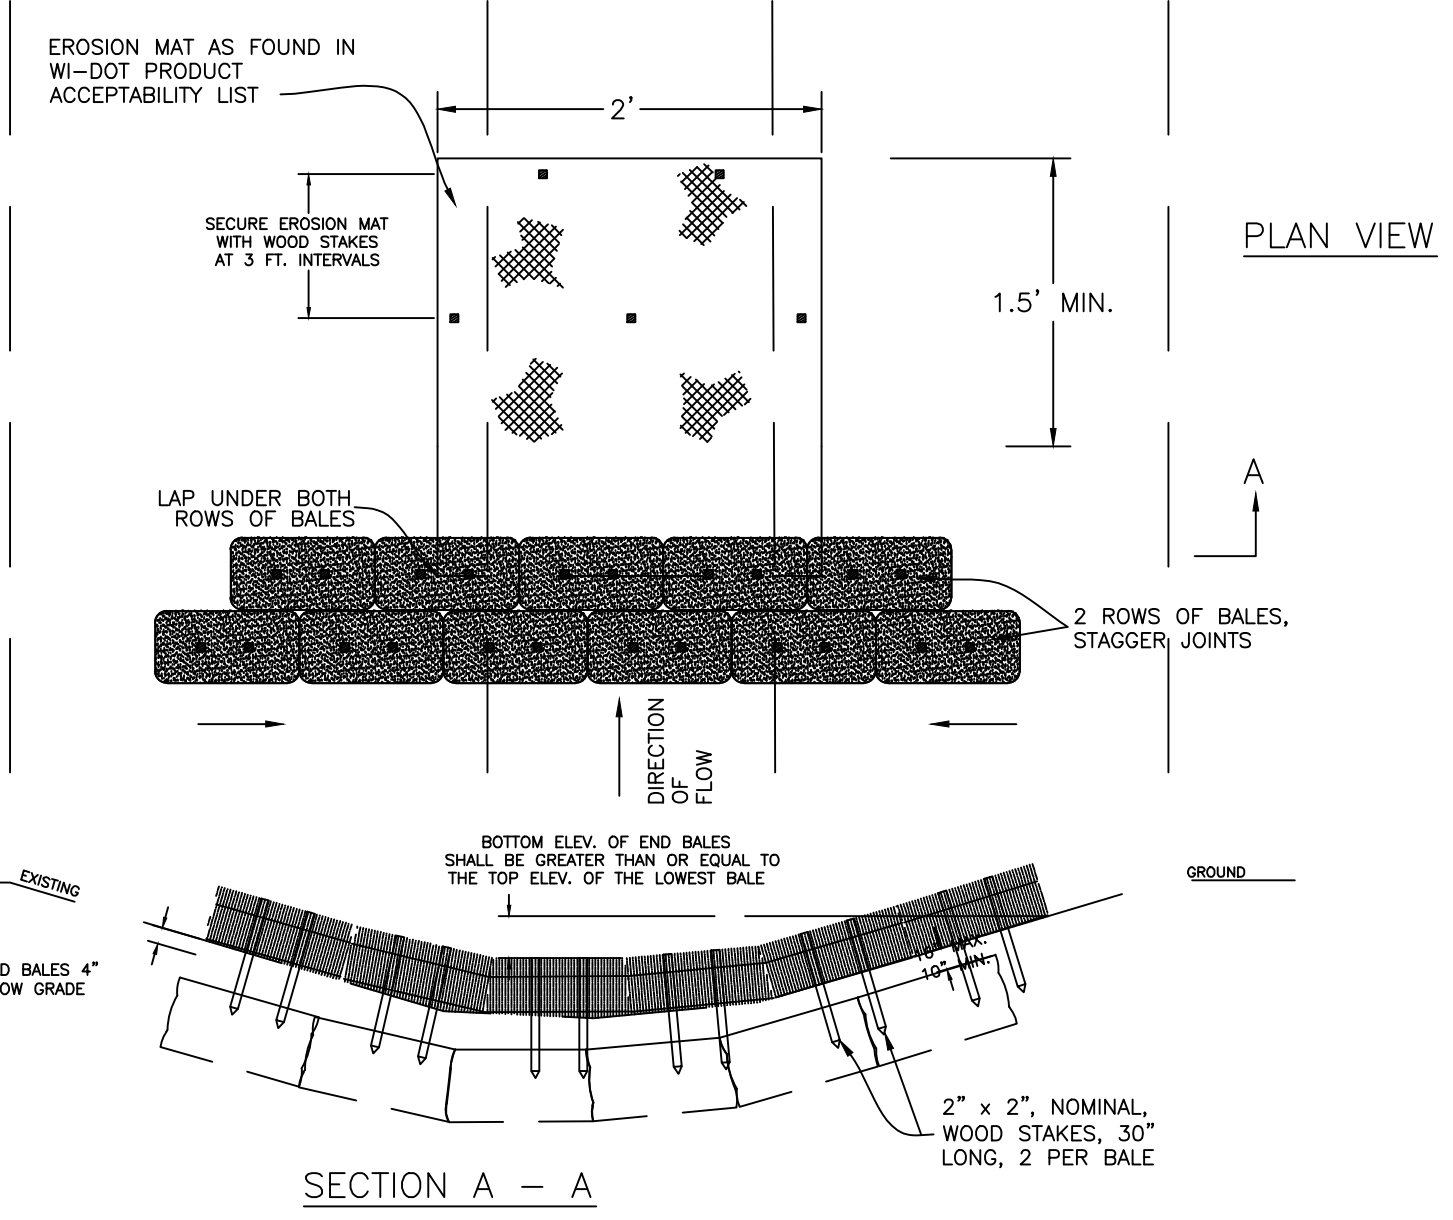 EROSION MAT AS FOUND IN
WI-DOT PRODUCT
ACCEPTABILITY LIST
2'
SECURE EROSION MAT
WITH WOOD STAKES
AT 3 FT. INTERVALS
PLAN VIEW
1.5' MIN.
A
LAP UNDER BOTH
ROWS OF BALES
2 ROWS OF BALES,
STAGGER JOINTS
DIRECTION
OF
FLOW
BOTTOM ELEV. OF END BALES
SHALL BE GREATER THAN OR EQUAL TO
THE TOP ELEV. OF THE LOWEST BALE
EXISTING
GROUND
D BALES 4"
OW GRADE
MAX.
10" MIN.
2" x 2", NOMINAL,
WOOD STAKES, 30"
LONG, 2 PER BALE
SECTION A - A